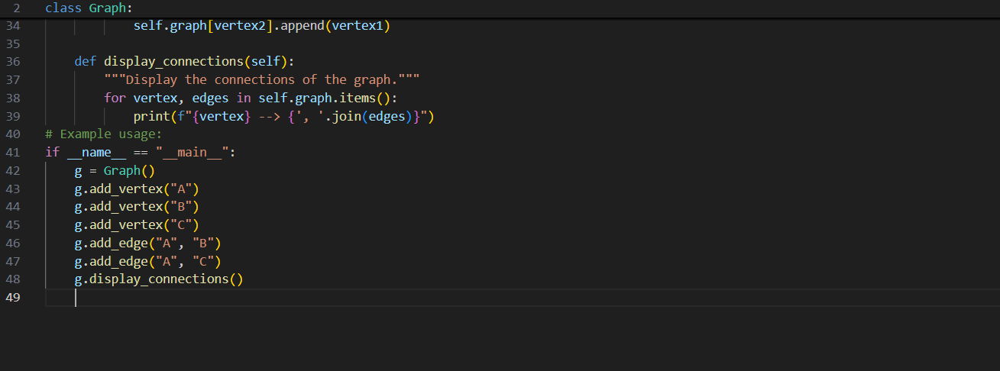 2 class Graph:
34 self.graph[vertex2].append(vertex1)
35
36 def display_connections(self):
37 """Display the connections of the graph."""
38 for vertex, edges in self.graph.items():
39 print(f"{vertex} --> {', '.join(edges)}")
40 # Example usage:
41 if __name__ == "__main__":
42 g = Graph()
43 g.add_vertex("A")
44 g.add_vertex("B")
45 g.add_vertex("C")
46 g.add_edge("A", "B")
47 g.add_edge("A", "C")
48 g.display_connections()
49